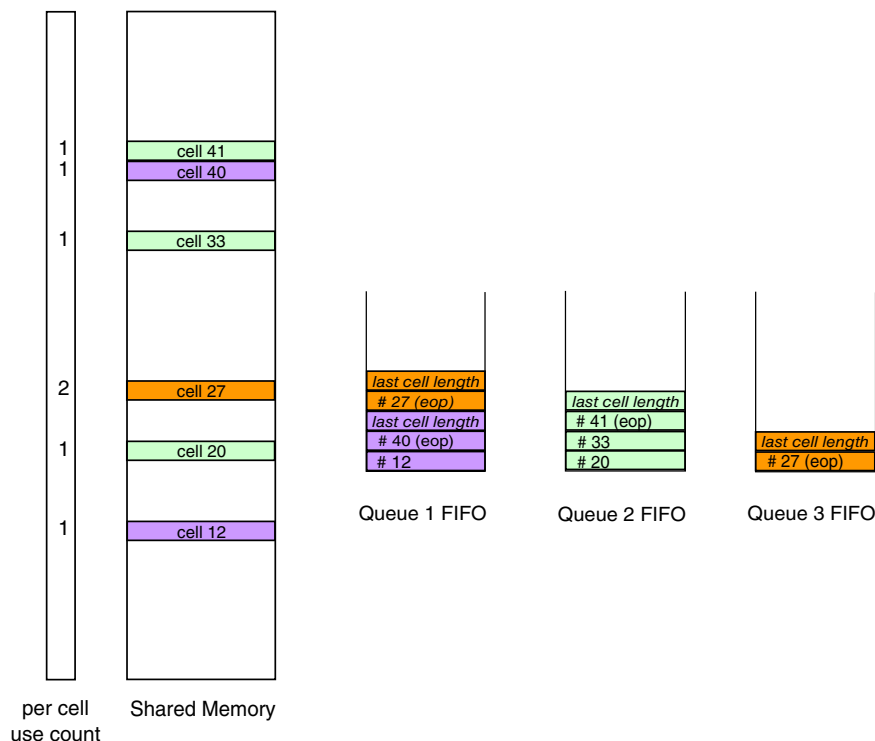 1
cell 41
1
cell 40
1
cell 33
2
cell 27
1
cell 20
1
cell 12
per cell
use count
Shared Memory
last cell length
# 27 (eop)
last cell length
# 40 (eop)
# 12
Queue 1 FIFO
last cell length
# 41 (eop)
# 33
# 20
Queue 2 FIFO
last cell length
# 27 (eop)
Queue 3 FIFO